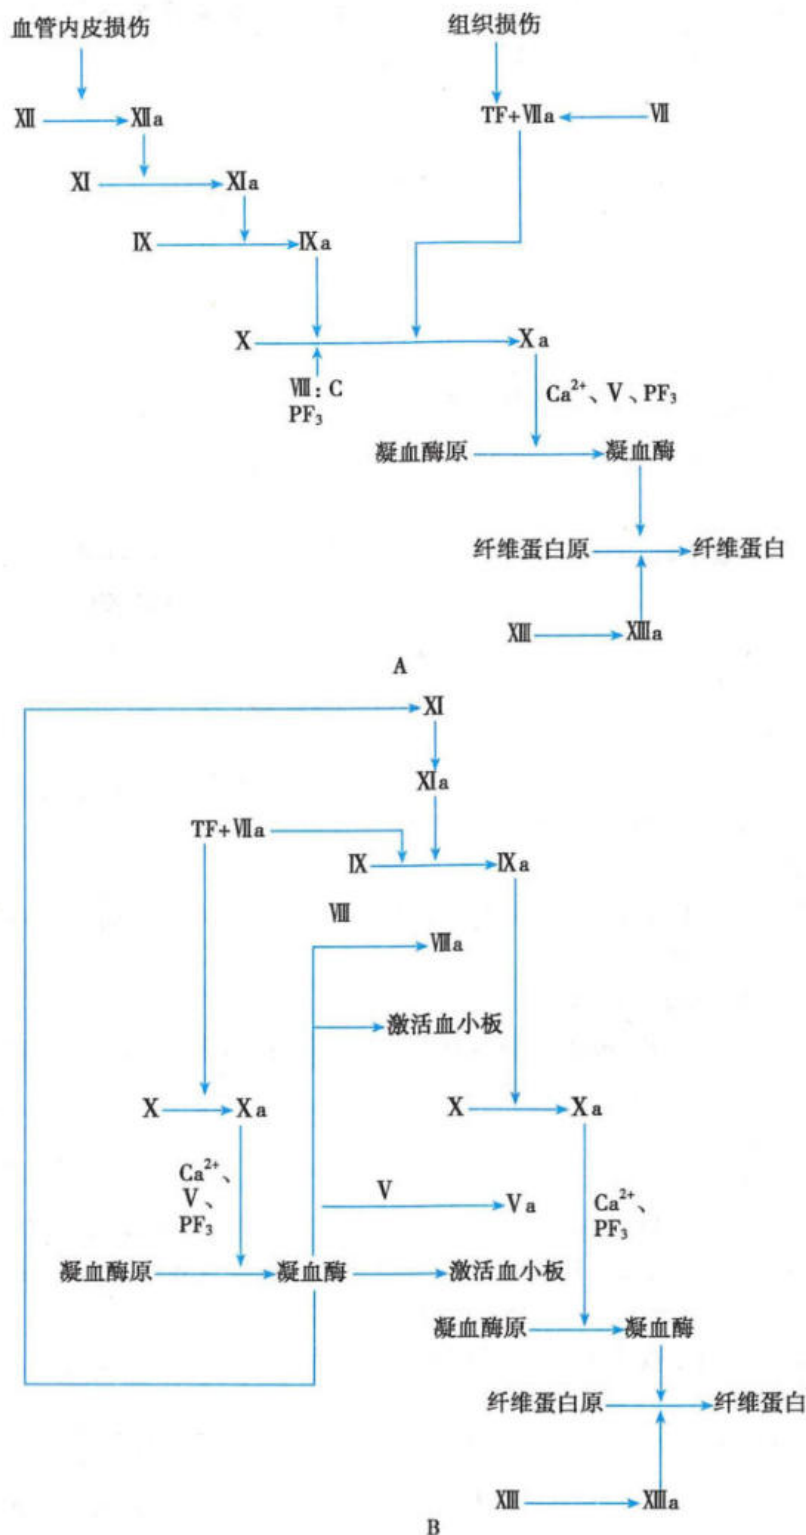 血管内皮损伤
组织损伤
Ⅻ
Ⅻa
TF+Ⅶa
Ⅶ
Ⅺ
Ⅺa
Ⅸ
Ⅸa
Ⅹ
Ⅹa
Ⅷ:C
PF₃
Ca²⁺、Ⅴ、PF₃
凝血酶原
凝血酶
纤维蛋白原
纤维蛋白
XIII
XIIIa
A
Ⅺ
Ⅺa
TF+Ⅶa
Ⅸ
Ⅸa
Ⅷ
Ⅷa
激活血小板
Ⅹ
Ⅹa
Ⅹ
Ⅹa
Ca²⁺、
Ⅴ、
PF₃
Ⅴ
Ⅴa
Ca²⁺、
PF₃
凝血酶原
凝血酶
激活血小板
凝血酶原
凝血酶
纤维蛋白原
纤维蛋白
XIII
XIIIa
B